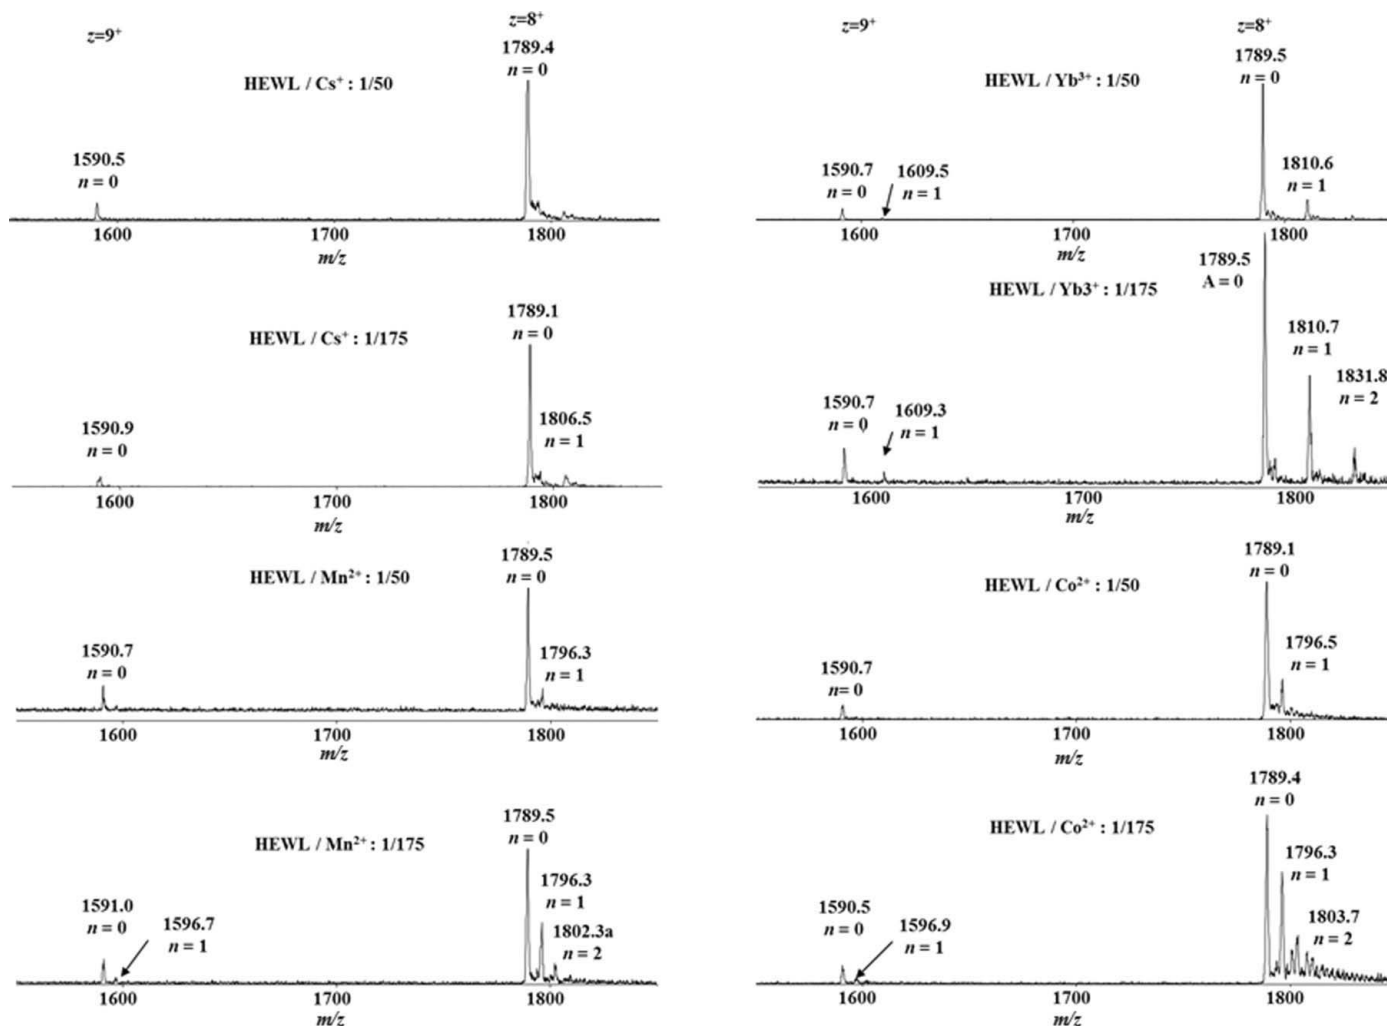 z=9⁺
z=8⁺
1789.4
n = 0
HEWL / Cs⁺ : 1/50
1590.5
n = 0
1600
1700
1800
m/z
1789.1
n = 0
HEWL / Cs⁺ : 1/175
1590.9
n = 0
1806.5
n = 1
1600
1700
1800
m/z
1789.5
n = 0
HEWL / Mn²⁺ : 1/50
1590.7
n = 0
1796.3
n = 1
1600
1700
1800
m/z
1789.5
n = 0
HEWL / Mn²⁺ : 1/175
1796.3
n = 1
1591.0
n = 0
1596.7
n = 1
1802.3a
n = 2
1600
1700
1800
m/z
z=9⁺
z=8⁺
1789.5
n = 0
HEWL / Yb³⁺ : 1/50
1590.7
n = 0
1609.5
n = 1
1810.6
n = 1
1600
1700
1800
m/z
1789.5
A = 0
HEWL / Yb3⁺ : 1/175
1810.7
n = 1
1831.8
n = 2
1590.7
n = 0
1609.3
n = 1
1600
1700
1800
m/z
1789.1
n = 0
HEWL / Co²⁺ : 1/50
1590.7
n= 0
1796.5
n = 1
1600
1700
1800
m/z
1789.4
n = 0
HEWL / Co²⁺ : 1/175
1796.3
n = 1
1590.5
n = 0
1596.9
n = 1
1803.7
n = 2
1600
1700
1800
m/z